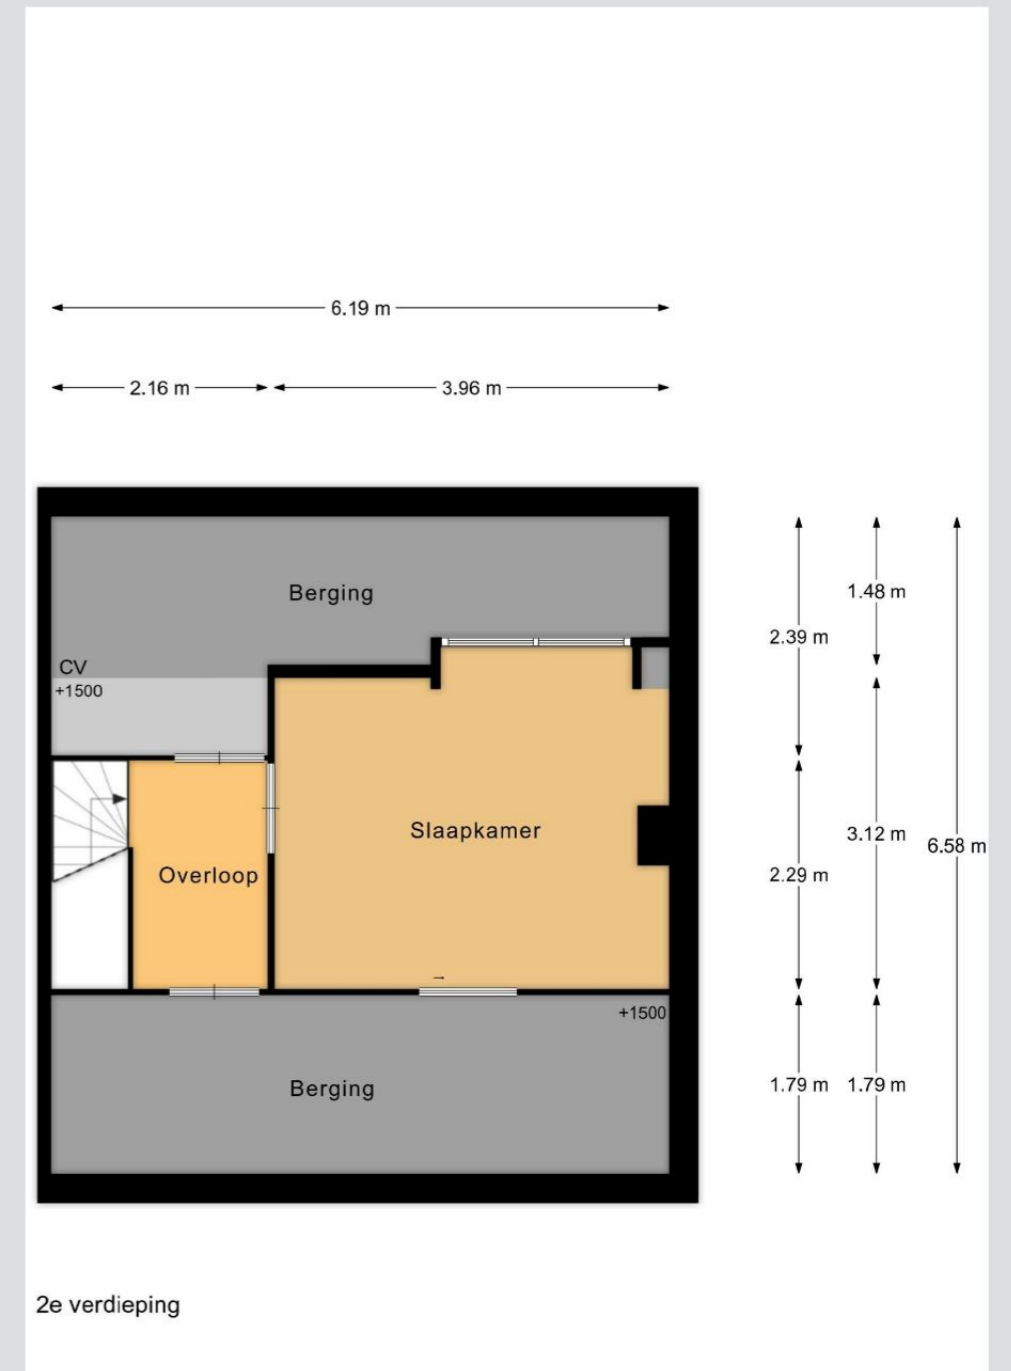 6.19 m
2.16 m
3.96 m
Berging
1.48 m
2.39 m
CV
+1500
Slaapkamer
3.12 m
6.58 m
Overloop
2.29 m
+1500
Berging
1.79 m
1.79 m
2e verdieping